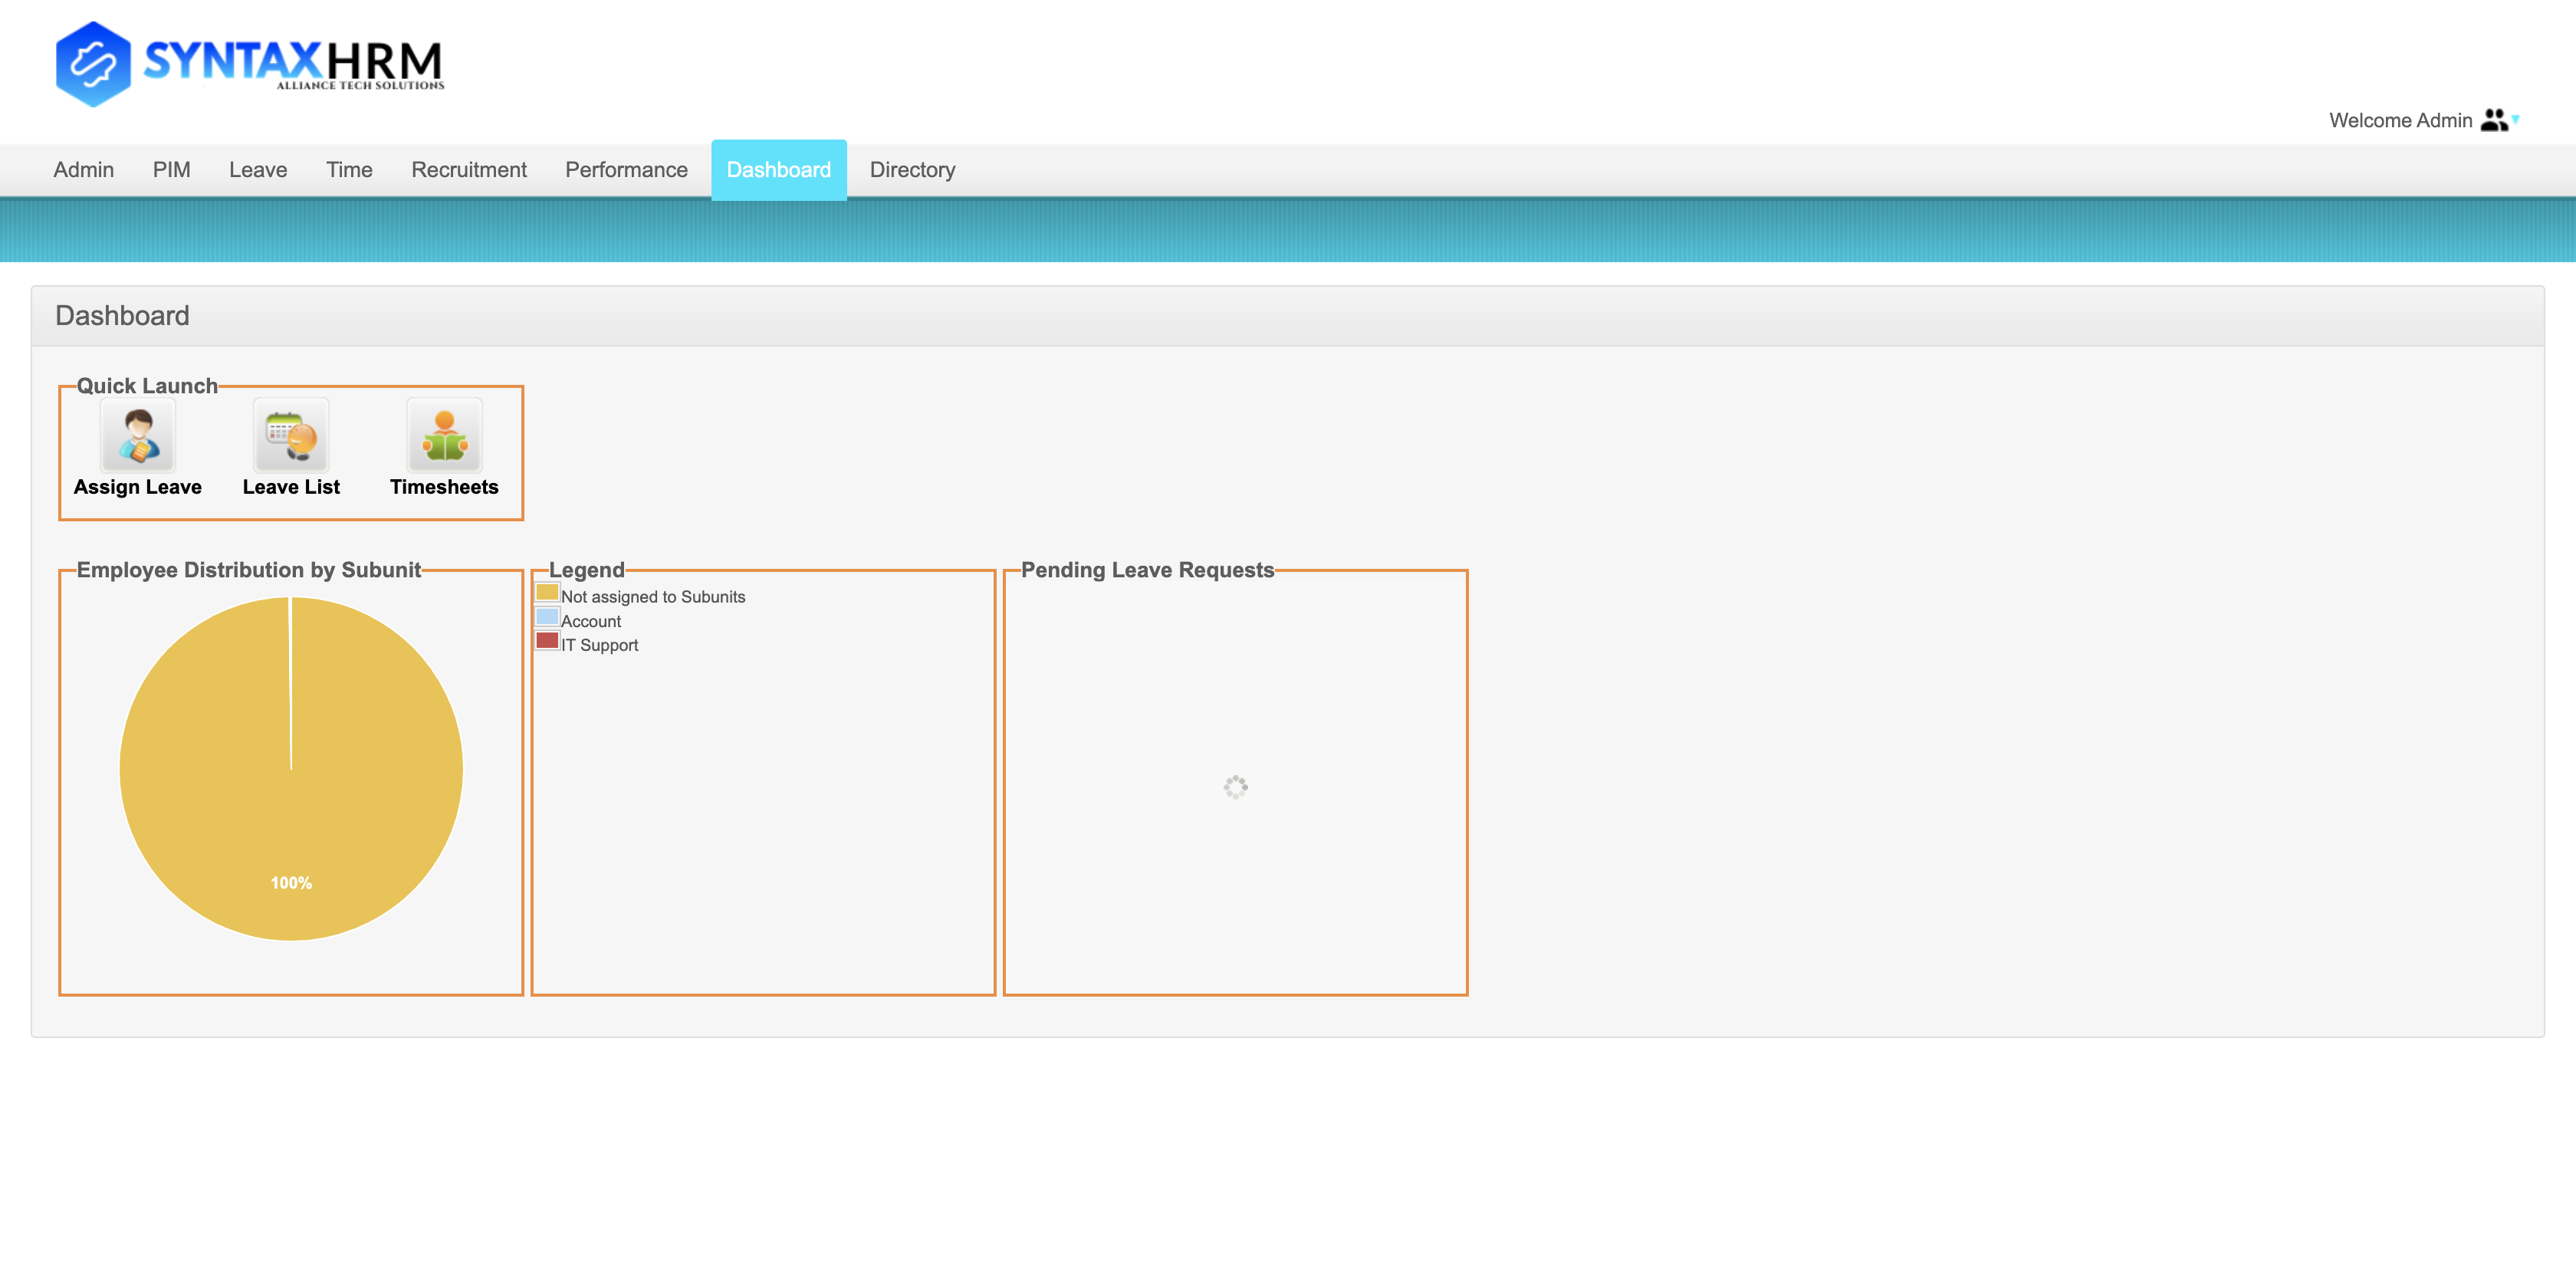 SYNTAXHRM
ALLIANCE TECH SOLUTIONS
Welcome Admin
Admin PIM Leave Time Recruitment Performance Dashboard Directory
Dashboard
Quick Launch
Assign Leave Leave List Timesheets
Employee Distribution by Subunit
100%
Legend
Not assigned to Subunits
Account
IT Support
Pending Leave Requests